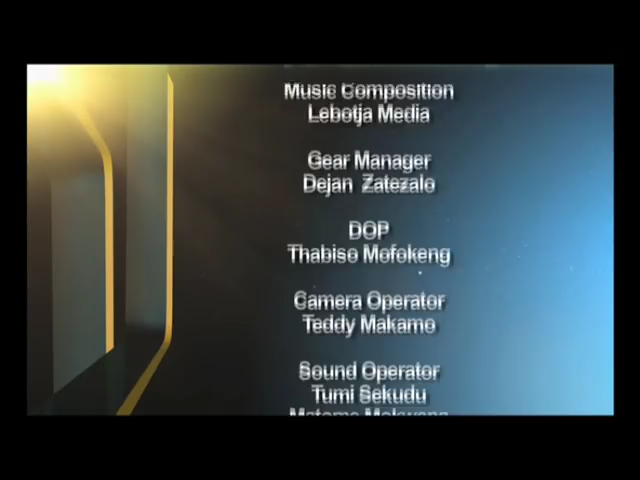 Music Composition
Lebotja Media
Gear Manager
Dejan Zatezalo
DOP
Thabiso Mofokeng
Camera Operator
Teddy Makamo
Sound Operator
Tumi Sekudu